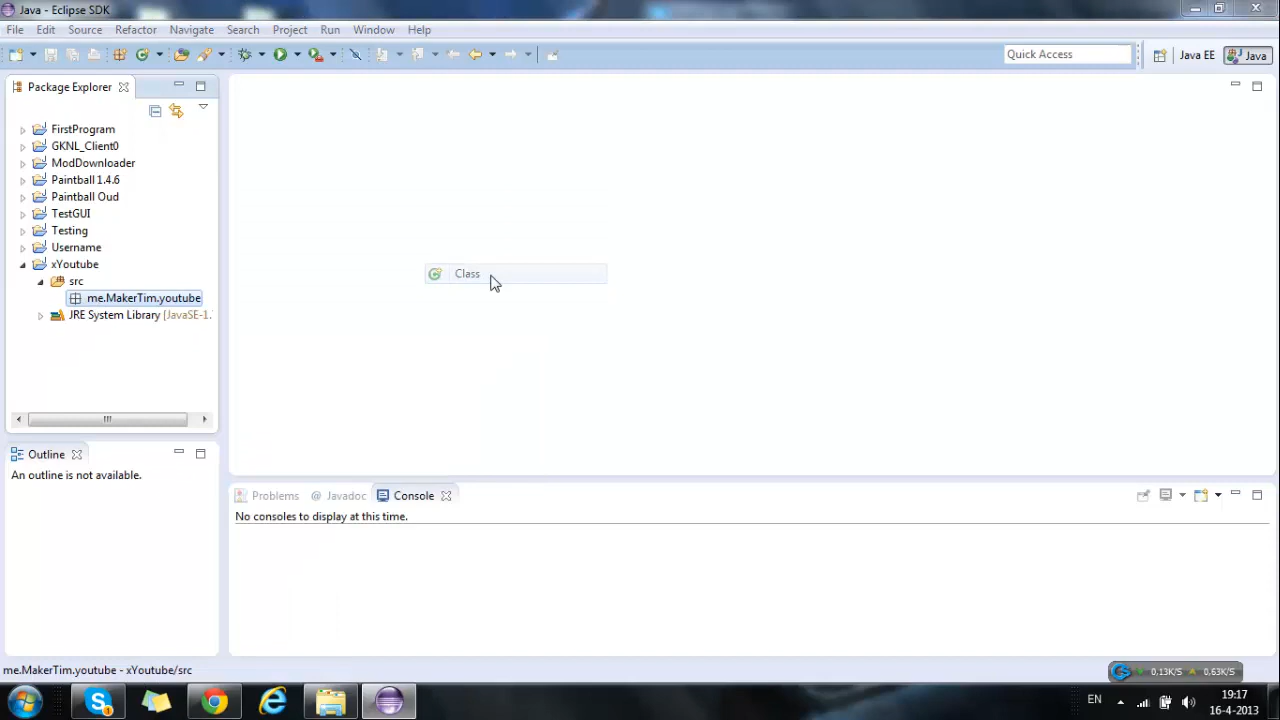 Java - Eclipse SDK
File Edit Source Refactor Navigate Search Project Run Window Help
Quick Access
Java EE
Java
Package Explorer
FirstProgram
GKNL_Client0
ModDownloader
Paintball 1.4.6
Paintball Oud
TestGUI
Testing
Username
xYoutube
src
me.MakerTim.youtube
JRE System Library [JavaSE-1.
Class
Outline
An outline is not available.
Problems @ Javadoc Console
No consoles to display at this time.
me.MakerTim.youtube - xYoutube/src
0,13K/S 0,63K/S
EN
19:17
16-4-2013